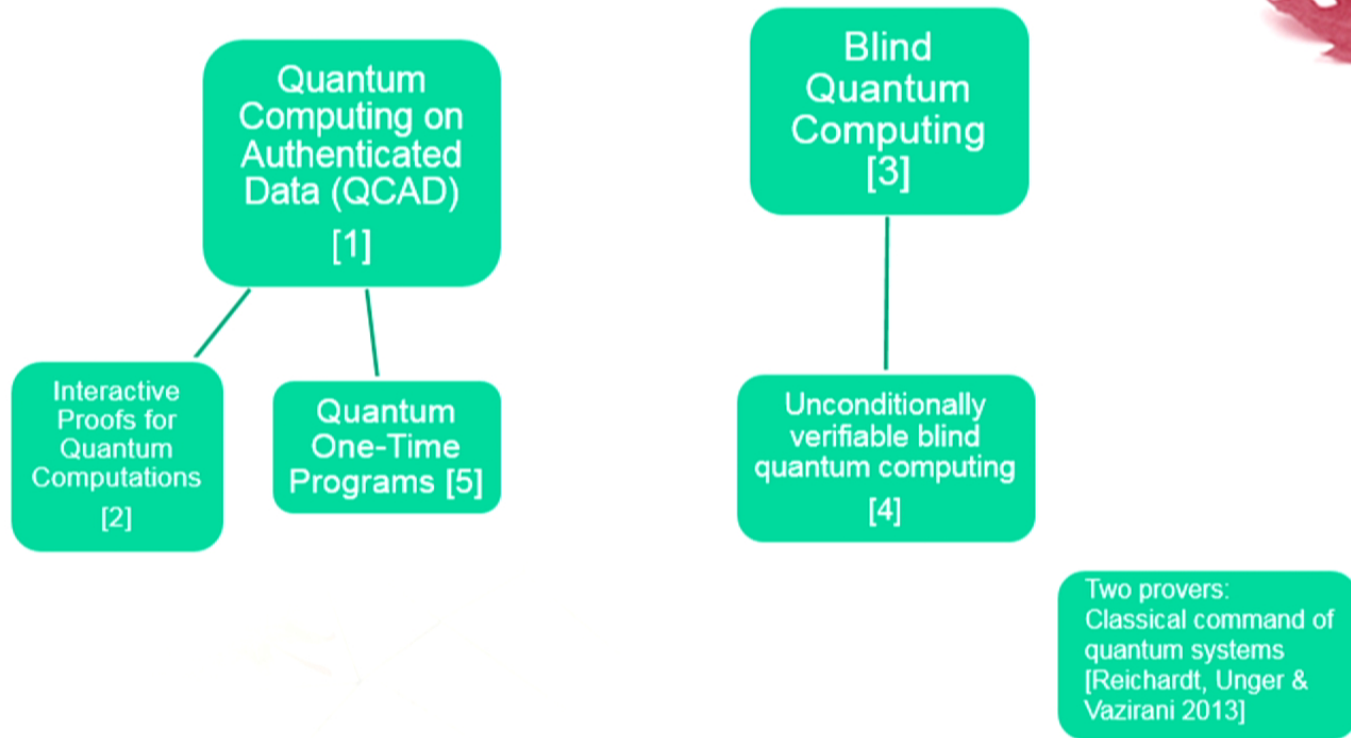 Quantum
Computing on
Authenticated
Data (QCAD)
[1]
Blind
Quantum
Computing
[3]
Interactive
Proofs for
Quantum
Computations
[2]
Quantum
One-Time
Programs [5]
Unconditionally
verifiable blind
quantum computing
[4]
Two provers:
Classical command of
quantum systems
[Reichardt, Unger &
Vazirani 2013]